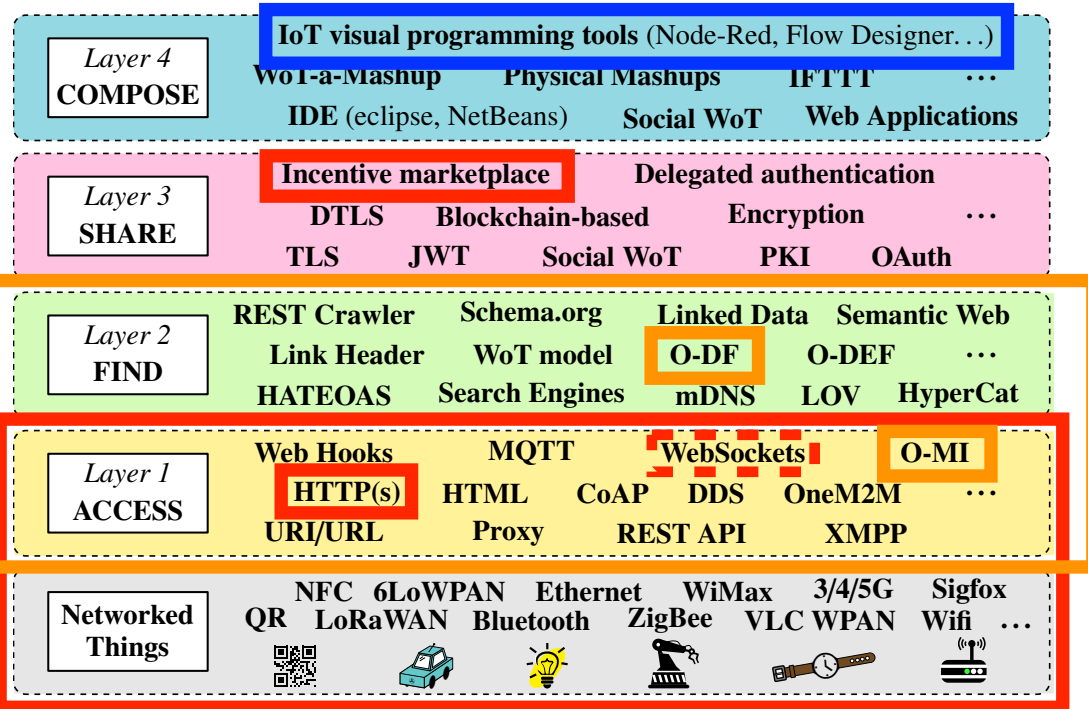 Layer 4
COMPOSE
IoT visual programming tools (Node-Red, Flow Designer...)
WoT-a-Mashup Physical Mashups IFTTT ...
IDE (eclipse, NetBeans) Social WoT Web Applications
Layer 3
SHARE
Incentive marketplace Delegated authentication
DTLS Blockchain-based Encryption ...
TLS JWT Social WoT PKI OAuth
Layer 2
FIND
REST Crawler Schema.org Linked Data Semantic Web
Link Header WoT model O-DF O-DEF ...
HATEOAS Search Engines mDNS LOV HyperCat
Layer 1
ACCESS
Web Hooks MQTT WebSockets O-MI
HTTP(s) HTML CoAP DDS OneM2M ...
URI/URL Proxy REST API XMPP
Networked
Things
NFC 6LoWPAN Ethernet WiMax 3/4/5G Sigfox
QR LoRaWAN Bluetooth ZigBee VLC WPAN Wifi ...